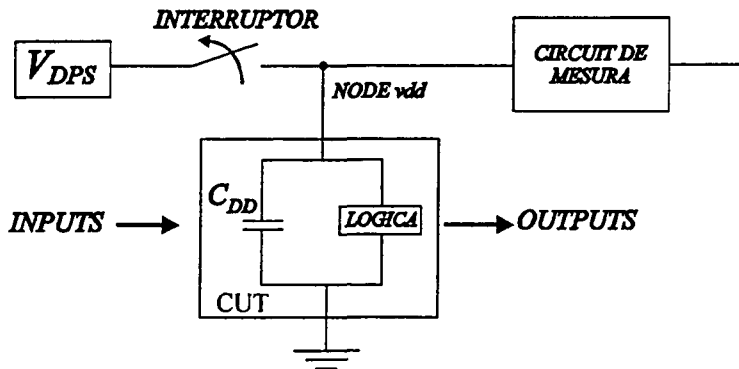 INTERRUPTOR
V_DPS
CIRCUIT DE
MESURA
NODE vdd
C_DD
LOGICA
INPUTS
OUTPUTS
CUT